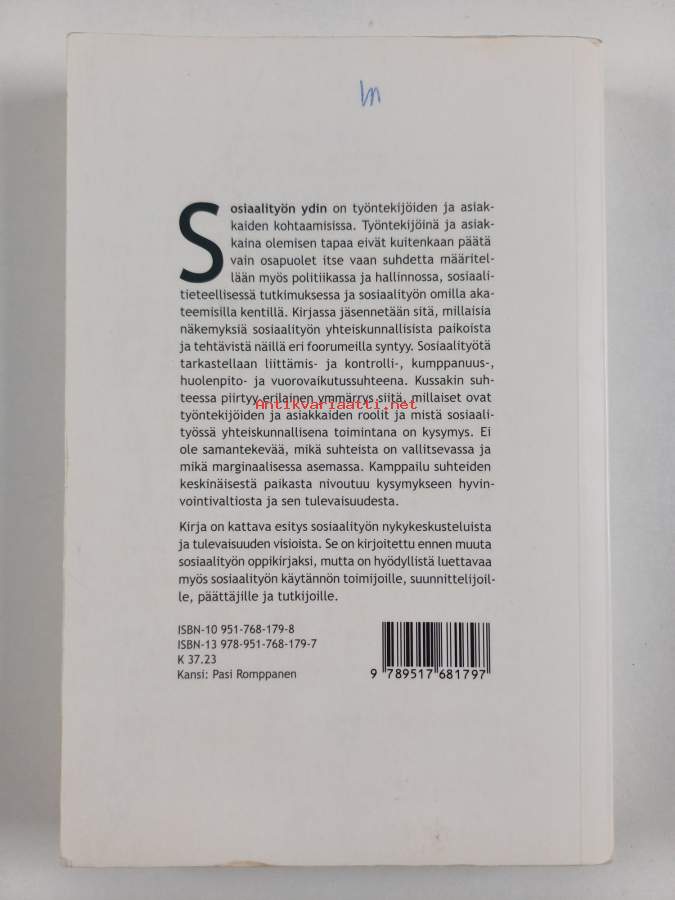 Sosiaalityön ydin on työntekijöiden ja asiak-
kaiden kohtaamisissa. Työntekijöinä ja asiak-
kaina olemisen tapaa eivät kuitenkaan päätä
vain osapuolet itse vaan suhdetta määritel-
lään myös politiikassa ja hallinnossa, sosiaali-
tieteellisessä tutkimuksessa ja sosiaalityön omilla aka-
teemisilla kentillä. Kirjassa jäsennetään sitä, millaisia
näkemyksiä sosiaalityön yhteiskunnallisista paikoista
ja tehtävistä näillä eri foorumeilla syntyy. Sosiaalityötä
tarkastellaan liittämis- ja kontrolli-, kumppanuus-,
huolenpito- ja vuorovaikutussuhteena. Kussakin suh-
teessa piirtyy erilainen ymmärrys siitä, millaiset ovat
Antikvariaatti.net
työntekijöiden ja asiakkaiden roolit ja mistä sosiaali-
työssä yhteiskunnallisena toimintana on kysymys. Ei
ole samantekevää, mikä suhteista on vallitsevassa ja
mikä marginaalisessa asemassa. Kamppailu suhteiden
keskinäisestä paikasta nivoutuu kysymykseen hyvin-
vointivaltiosta ja sen tulevaisuudesta.
Kirja on kattava esitys sosiaalityön nykykeskusteluista
ja tulevaisuuden visioista. Se on kirjoitettu ennen muuta
sosiaalityön oppikirjaksi, mutta on hyödyllistä luettavaa
myös sosiaalityön käytännön toimijoille, suunnittelijoil-
le, päättäjille ja tutkijoille.
ISBN-10 951-768-179-8
ISBN-13 978-951-768-179-7
K 37.23
Kansi: Pasi Romppanen
9 789517 681797